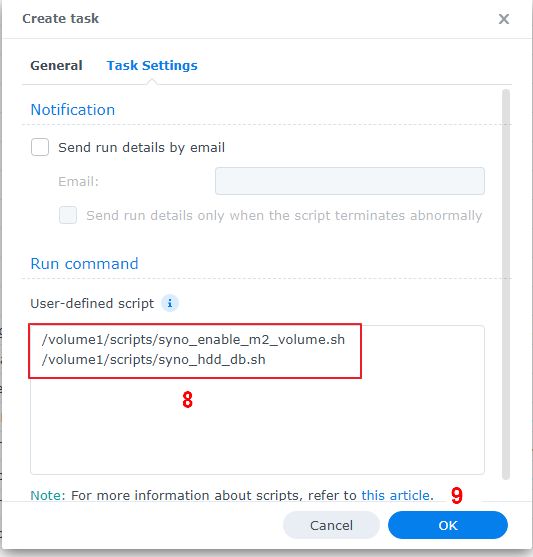 Create task
General Task Settings
Notification
Send run details by email
Email:
Send run details only when the script terminates abnormally
Run command
User-defined script i
/volume1/scripts/syno_enable_m2_volume.sh
/volume1/scripts/syno_hdd_db.sh
8
Note: For more information about scripts, refer to this article.
9
Cancel OK